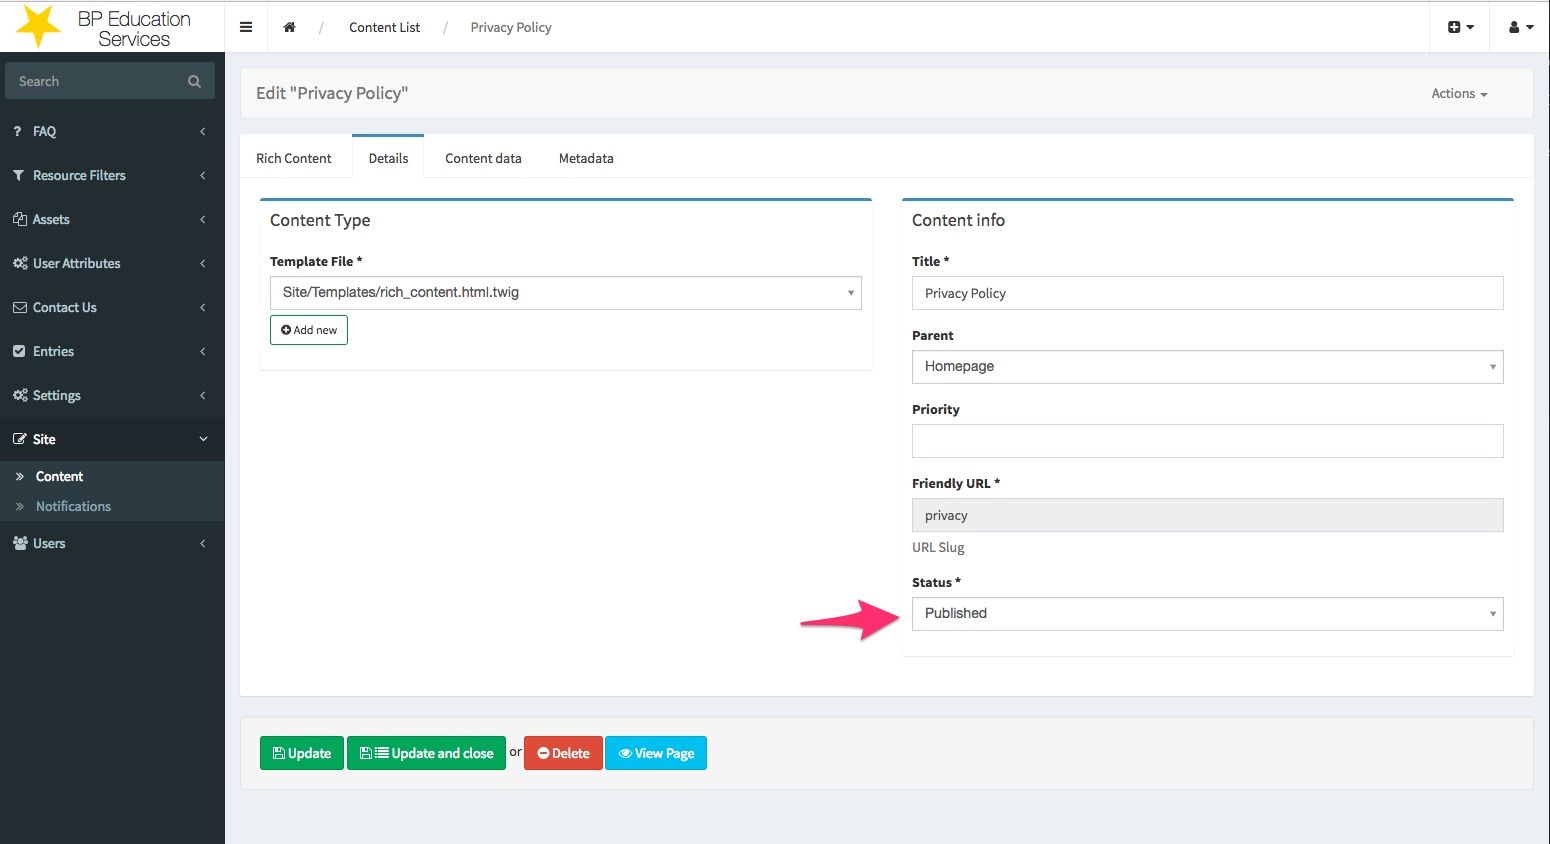 BP Education
Services
/ Content List / Privacy Policy
Search
? FAQ
Resource Filters
Assets
User Attributes
Contact Us
Entries
Settings
Site
» Content
» Notifications
Users
Edit "Privacy Policy"
Actions
Rich Content
Details
Content data
Metadata
Content Type
Template File *
Site/Templates/rich_content.html.twig
Add new
Content info
Title *
Privacy Policy
Parent
Homepage
Priority
Friendly URL *
privacy
URL Slug
Status *
Published
Update Update and close or Delete View Page